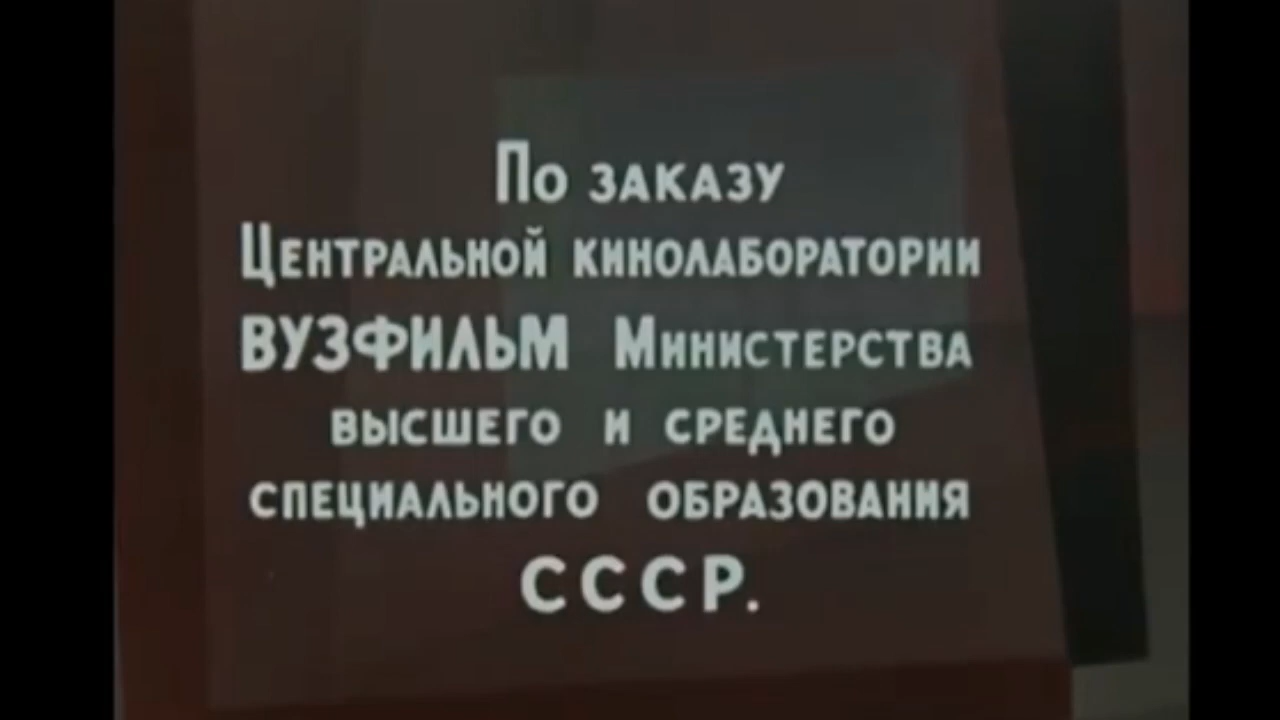 По заказу
Центральной кинолаборатории
ВУЗФИЛЬМ Министерства
высшего и среднего
специального образования
СССР.